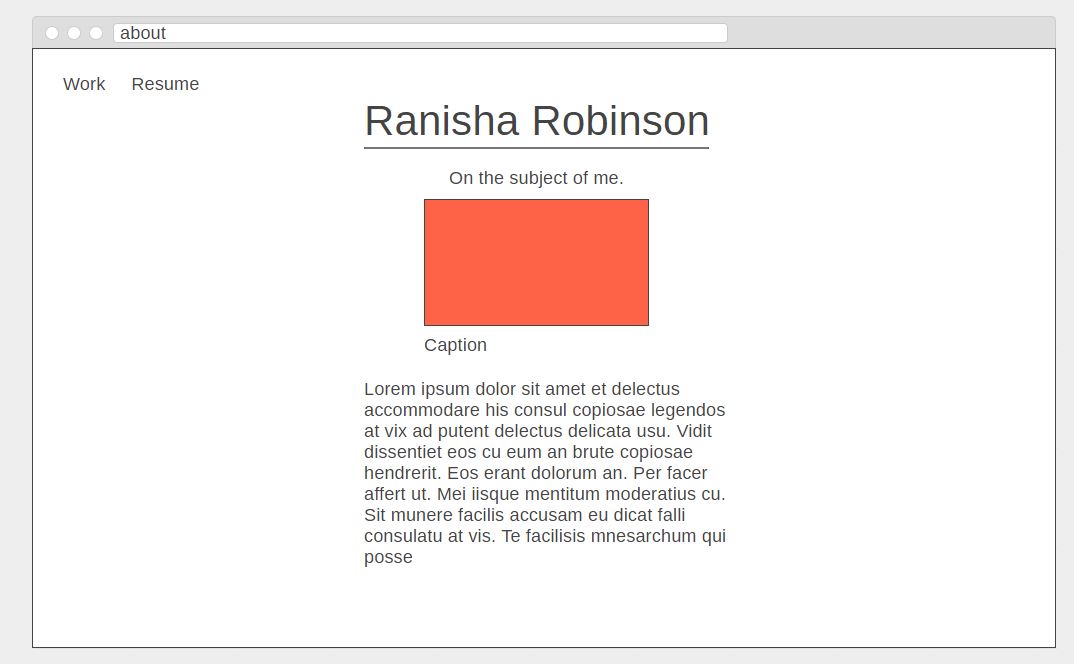 about
Work Resume
Ranisha Robinson
On the subject of me.
Caption
Lorem ipsum dolor sit amet et delectus
accommodare his consul copiosae legendos
at vix ad putent delectus delicata usu. Vidit
dissentiet eos cu eum an brute copiosae
hendrerit. Eos erant dolorum an. Per facer
affert ut. Mei iisque mentitum moderatius cu.
Sit munere facilis accusam eu dicat falli
consulatu at vis. Te facilisis mnesarchum qui
posse